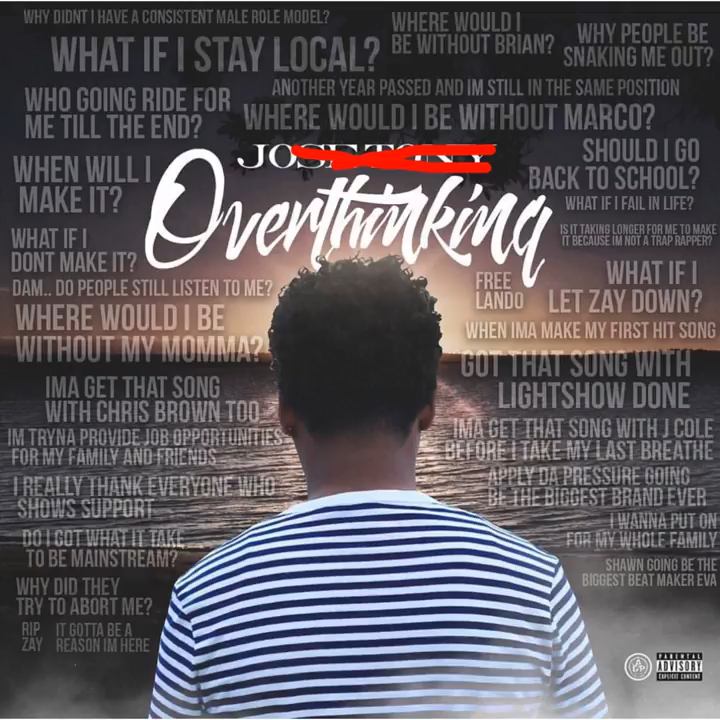 WHY DIDNT I HAVE A CONSISTENT MALE ROLE MODEL?
WHERE WOULD I
BE WITHOUT BRIAN?
WHY PEOPLE BE
SNAKING ME OUT?
WHAT IF I STAY LOCAL?
ANOTHER YEAR PASSED AND IM STILL IN THE SAME POSITION
WHO GOING RIDE FOR
ME TILL THE END?
WHERE WOULD I BE WITHOUT MARCO?
SHOULD I GO
BACK TO SCHOOL?
WHEN WILL I
MAKE IT?
Overthinking
WHAT IF I FAIL IN LIFE?
IS IT TAKING LONGER FOR ME TO MAKE
IT BECAUSE IM NOT A TRAP RAPPER?
WHAT IF I
DONT MAKE IT?
FREE
LANDO
WHAT IF I
LET ZAY DOWN?
DAM.. DO PEOPLE STILL LISTEN TO ME?
WHERE WOULD I BE
WITHOUT MY MOMMA?
WHEN IMA MAKE MY FIRST HIT SONG
GOT THAT SONG WITH
LIGHTSHOW DONE
IMA GET THAT SONG
WITH CHRIS BROWN TOO
IM TRYNA PROVIDE JOB OPPORTUNITIES
FOR MY FAMILY AND FRIENDS
IMA GET THAT SONG WITH J COLE
BEFORE I TAKE MY LAST BREATHE
I REALLY THANK EVERYONE WHO
SHOWS SUPPORT
APPLY DA PRESSURE GOING
BE THE BIGGEST BRAND EVER
DO I GOT WHAT IT TAKE
TO BE MAINSTREAM?
I WANNA PUT ON
FOR MY WHOLE FAMILY
WHY DID THEY
TRY TO ABORT ME?
SHAWN GOING BE THE
BIGGEST BEAT MAKER EVA
RIP
ZAY
IT GOTTA BE A
REASON IM HERE
PARENTAL
ADVISORY
EXPLICIT CONTENT